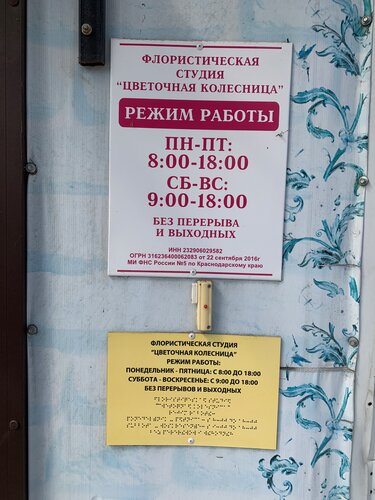 ФЛОРИСТИЧЕСКАЯ
СТУДИЯ
"ЦВЕТОЧНАЯ КОЛЕСНИЦА"
РЕЖИМ РАБОТЫ
ПН-ПТ:
8:00-18:00
СБ-ВС:
9:00-18:00
БЕЗ ПЕРЕРЫВА
И ВЫХОДНЫХ
ИНН 232906029582
ОГРН 316236400062083 от 22 сентября 2016г
МИ ФНС России №5 по Краснодарскому краю
ФЛОРИСТИЧЕСКАЯ СТУДИЯ
"ЦВЕТОЧНАЯ КОЛЕСНИЦА"
РЕЖИМ РАБОТЫ:
ПОНЕДЕЛЬНИК - ПЯТНИЦА: С 8:00 ДО 18:00
СУББОТА - ВОСКРЕСЕНЬЕ: С 9:00 ДО 18:00
БЕЗ ПЕРЕРЫВОВ И ВЫХОДНЫХ